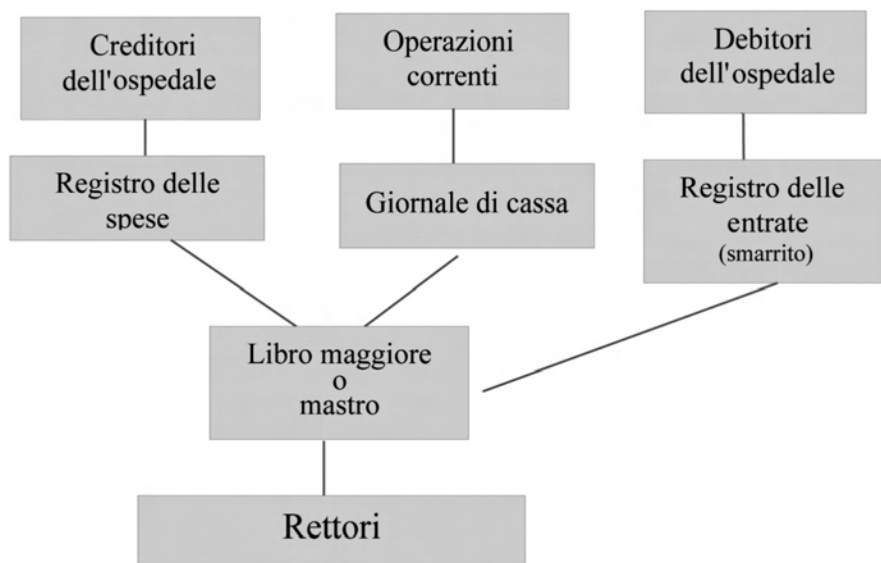 Creditori
dell'ospedale
Operazioni
correnti
Debitori
dell'ospedale
Registro delle
spese
Giornale di cassa
Registro delle
entrate
(smarrito)
Libro maggiore
o
mastro
Rettori